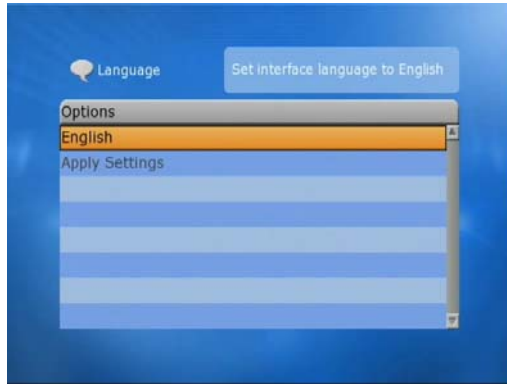 Language
Set interface language to English
Options
English
Apply Settings